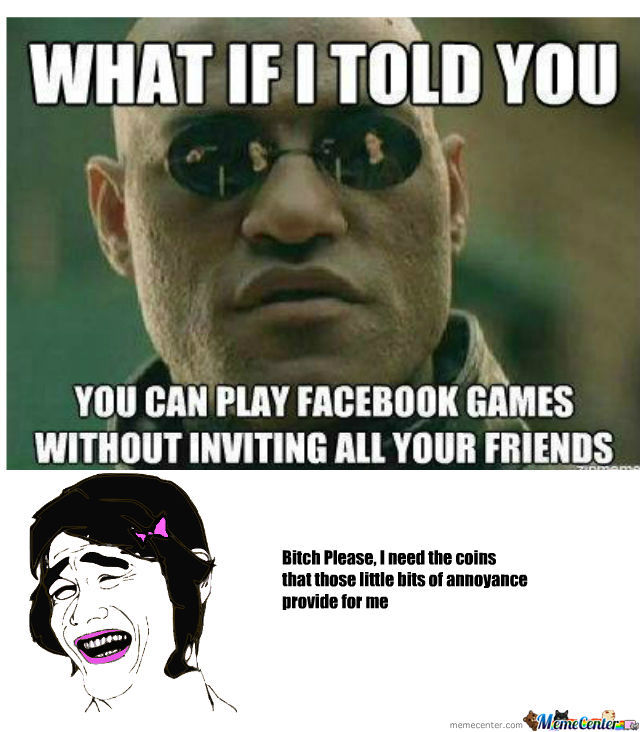 WHAT IF I TOLD YOU
YOU CAN PLAY FACEBOOK GAMES
WITHOUT INVITING ALL YOUR FRIENDS
Bitch Please, I need the coins
that those little bits of annoyance
provide for me
memecenter.com MemeCenter